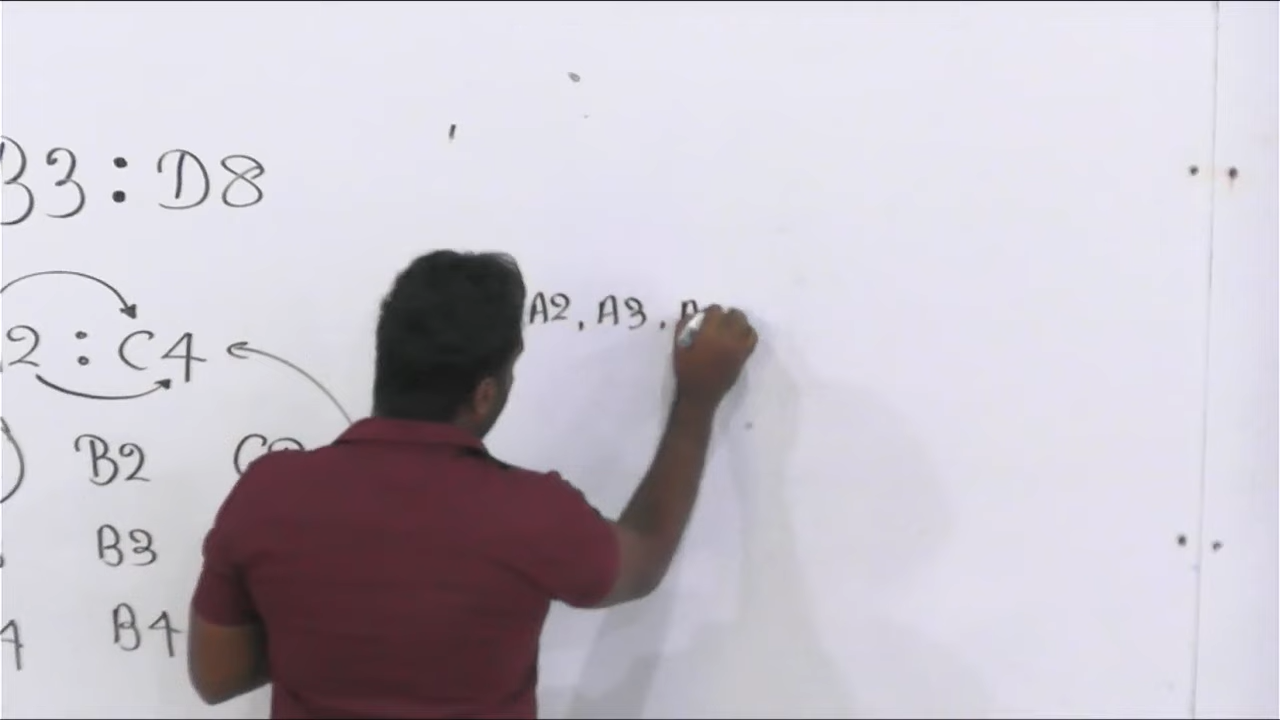 B3 : D8
A2, A3,
2 : C4
B2
B3
B4